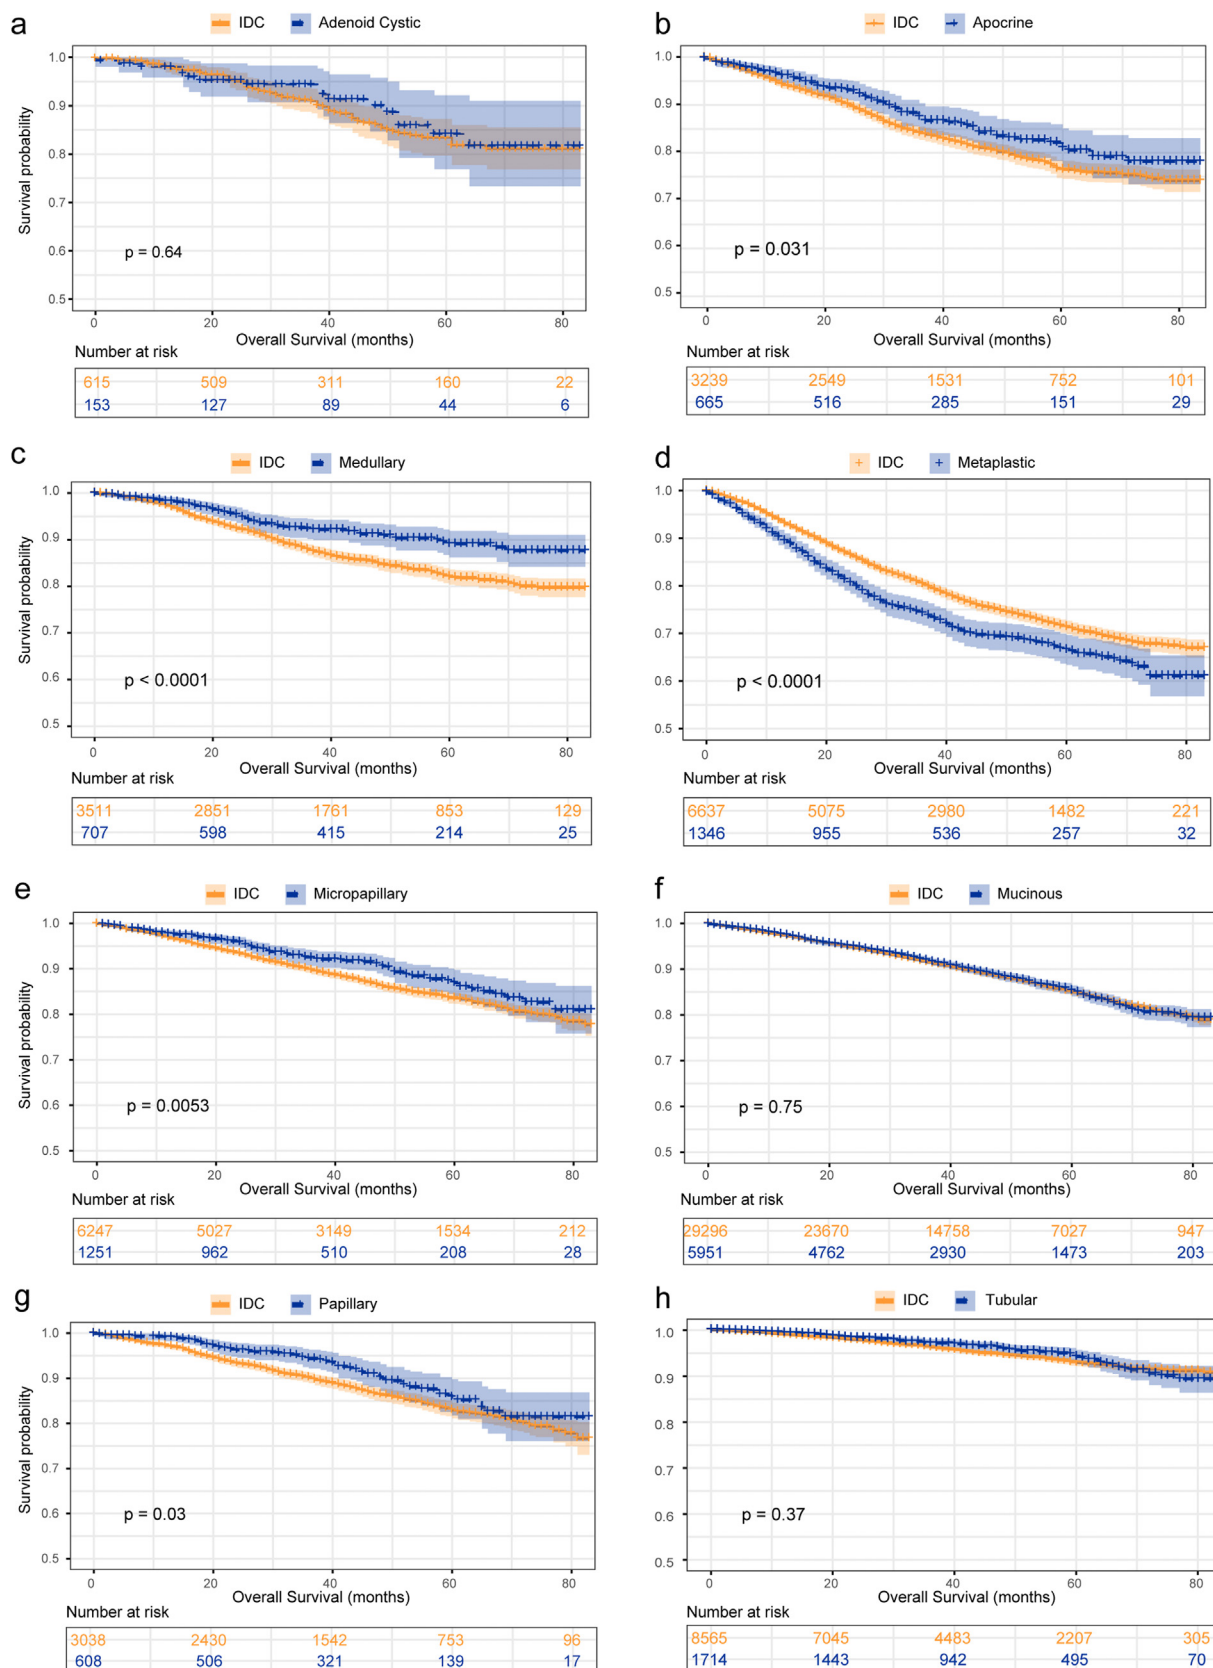 a
IDC Adenoid Cystic
Survival probability
1.0
0.9
0.8
0.7
0.6
0.5
p = 0.64
0 20 40 60 80
Overall Survival (months)
Number at risk
615 509 311 160 22
153 127 89 44 6
b
IDC Apocrine
1.0
0.9
0.8
0.7
0.6
0.5
p = 0.031
0 20 40 60 80
Overall Survival (months)
Number at risk
3239 2549 1531 752 101
665 516 285 151 29
c
IDC Medullary
Survival probability
1.0
0.9
0.8
0.7
0.6
0.5
p < 0.0001
0 20 40 60 80
Overall Survival (months)
Number at risk
3511 2851 1761 853 129
707 598 415 214 25
d
IDC Metaplastic
1.0
0.9
0.8
0.7
0.6
0.5
p < 0.0001
0 20 40 60 80
Overall Survival (months)
Number at risk
6637 5075 2980 1482 221
1346 955 536 257 32
e
IDC Micropapillary
Survival probability
1.0
0.9
0.8
0.7
0.6
0.5
p = 0.0053
0 20 40 60 80
Overall Survival (months)
Number at risk
6247 5027 3149 1534 212
1251 962 510 208 28
f
IDC Mucinous
1.0
0.9
0.8
0.7
0.6
0.5
p = 0.75
0 20 40 60 80
Overall Survival (months)
Number at risk
29296 23670 14758 7027 947
5951 4762 2930 1473 203
g
IDC Papillary
Survival probability
1.0
0.9
0.8
0.7
0.6
0.5
p = 0.03
0 20 40 60 80
Overall Survival (months)
Number at risk
3038 2430 1542 753 96
608 506 321 139 17
h
IDC Tubular
1.0
0.9
0.8
0.7
0.6
0.5
p = 0.37
0 20 40 60 80
Overall Survival (months)
Number at risk
8565 7045 4483 2207 305
1714 1443 942 495 70